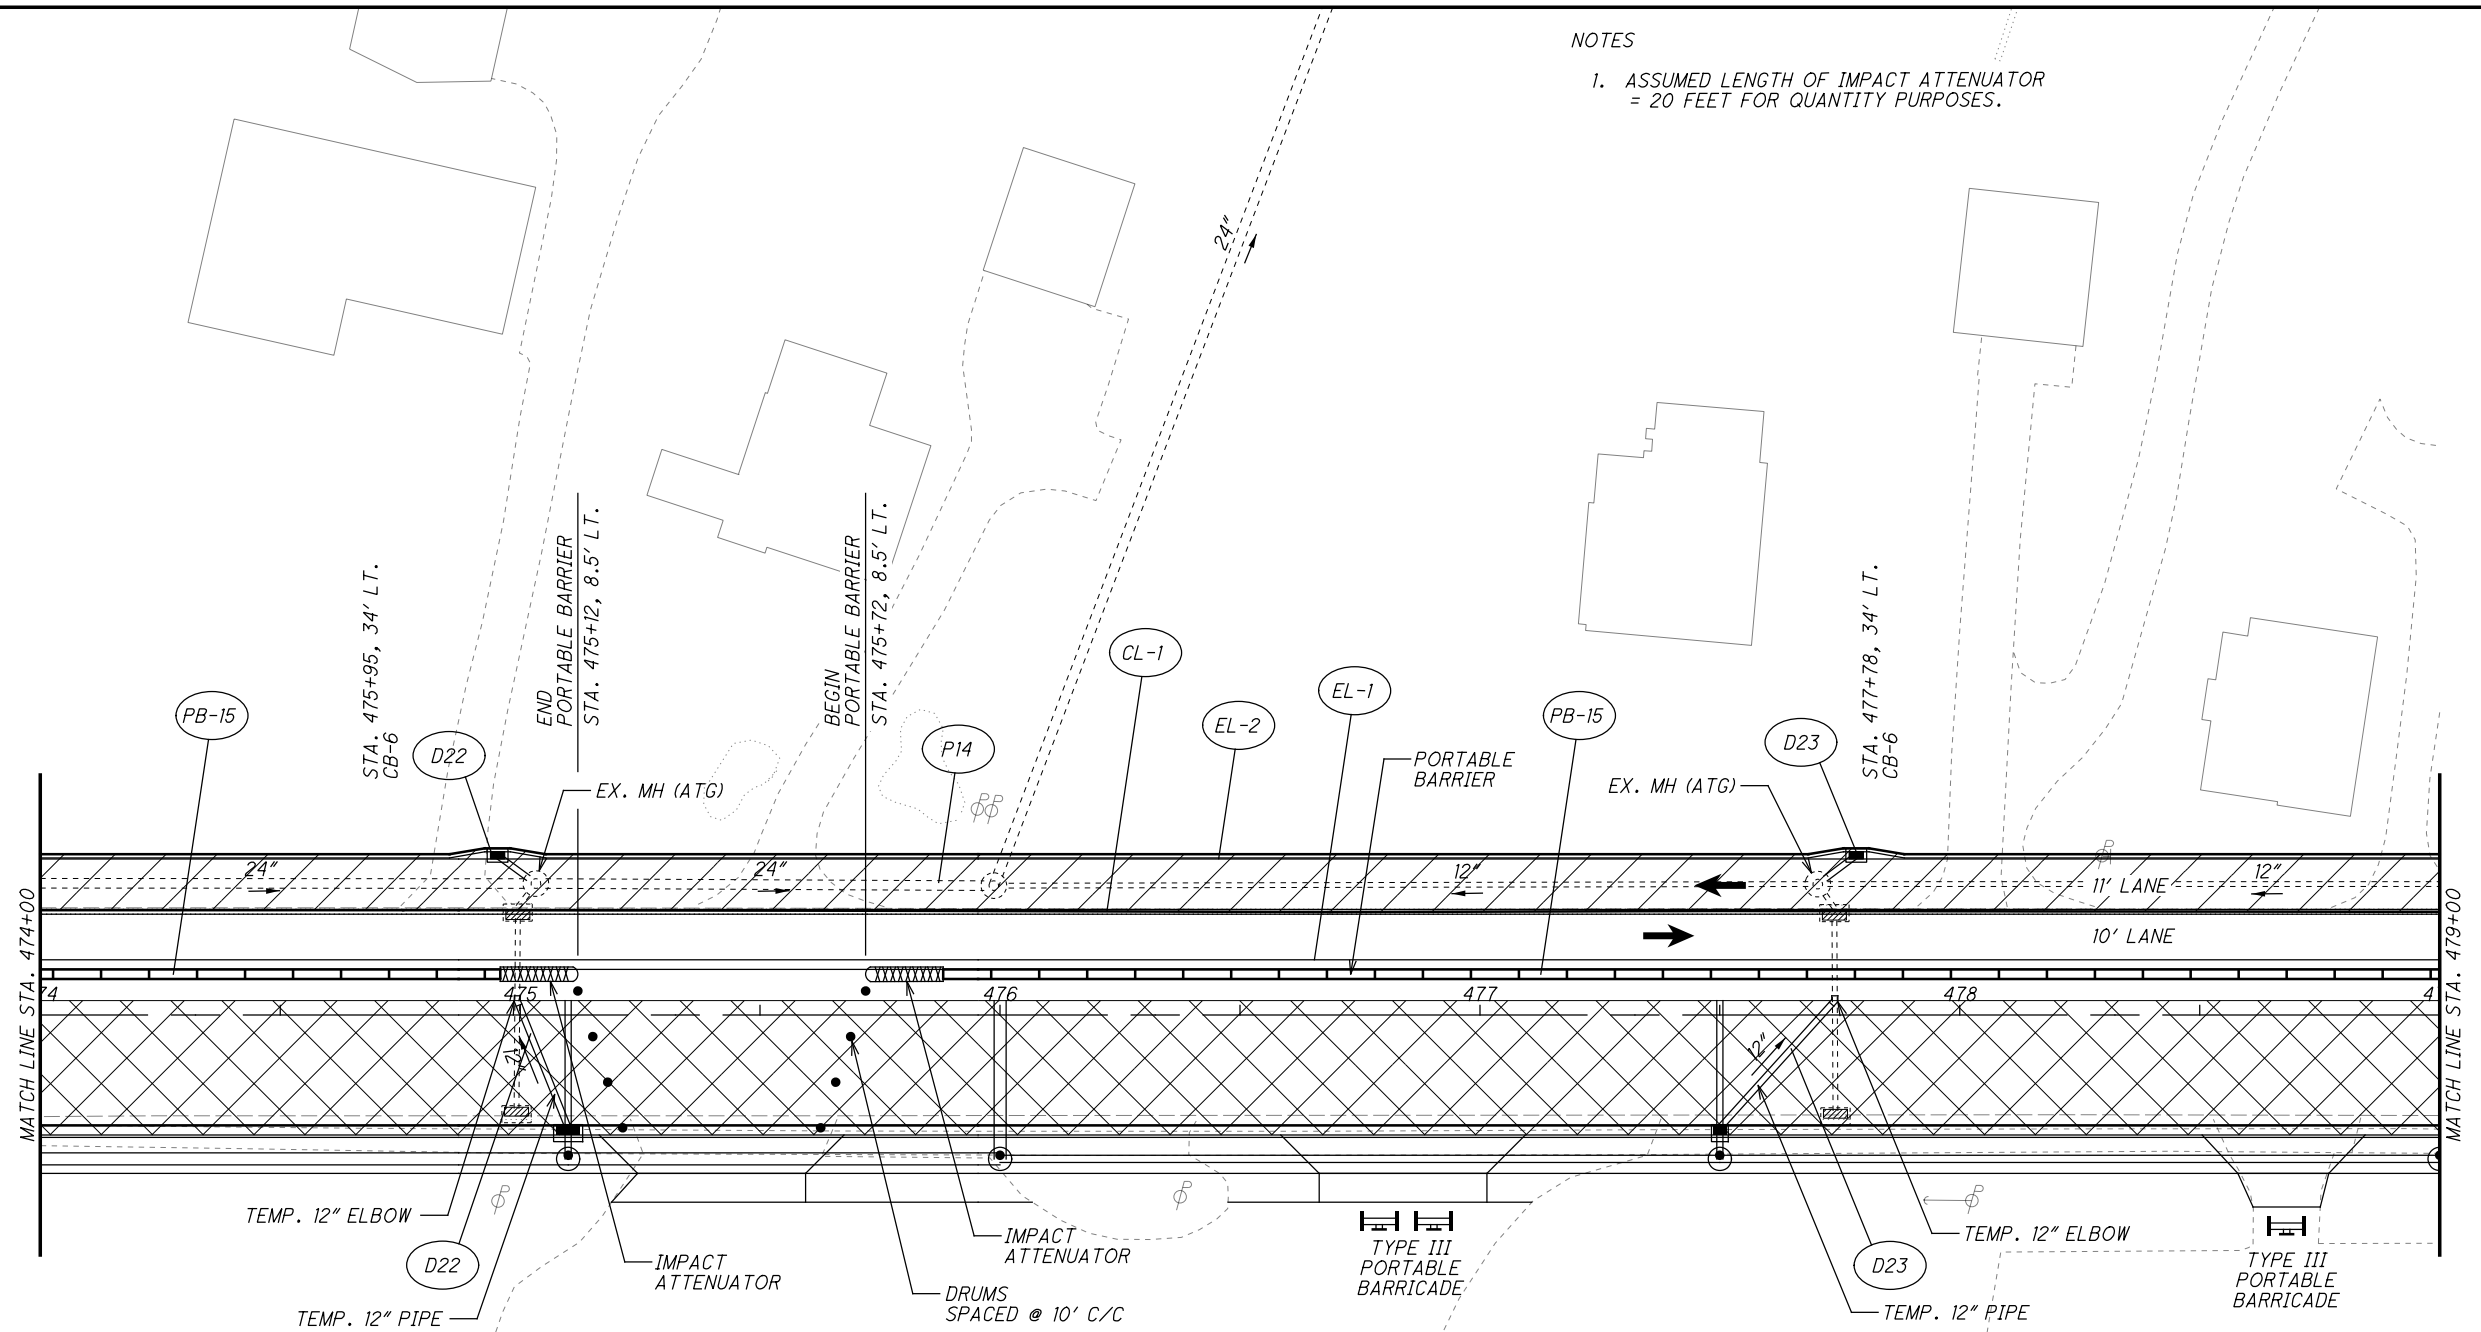 NOTES
1. ASSUMED LENGTH OF IMPACT ATTENUATOR
= 20 FEET FOR QUANTITY PURPOSES.
24"
STA. 475+95, 34' LT.
CB-6
END
PORTABLE BARRIER
STA. 475+12, 8.5' LT.
BEGIN
PORTABLE BARRIER
STA. 475+72, 8.5' LT.
STA. 477+78, 34' LT.
CB-6
CL-1
EL-1
EL-2
PB-15
PB-15
D22
P14
D23
PORTABLE
BARRIER
EX. MH (ATG)
EX. MH (ATG)
24"
24"
12"
12"
11' LANE
10' LANE
MATCH LINE STA. 474+00
MATCH LINE STA. 479+00
74
475
476
477
478
4
12"
12"
TEMP. 12" ELBOW
D22
TEMP. 12" PIPE
IMPACT
ATTENUATOR
IMPACT
ATTENUATOR
DRUMS
SPACED @ 10' C/C
TYPE III
PORTABLE
BARRICADE
TEMP. 12" ELBOW
D23
TEMP. 12" PIPE
TYPE III
PORTABLE
BARRICADE
P
P
P
P
P
P